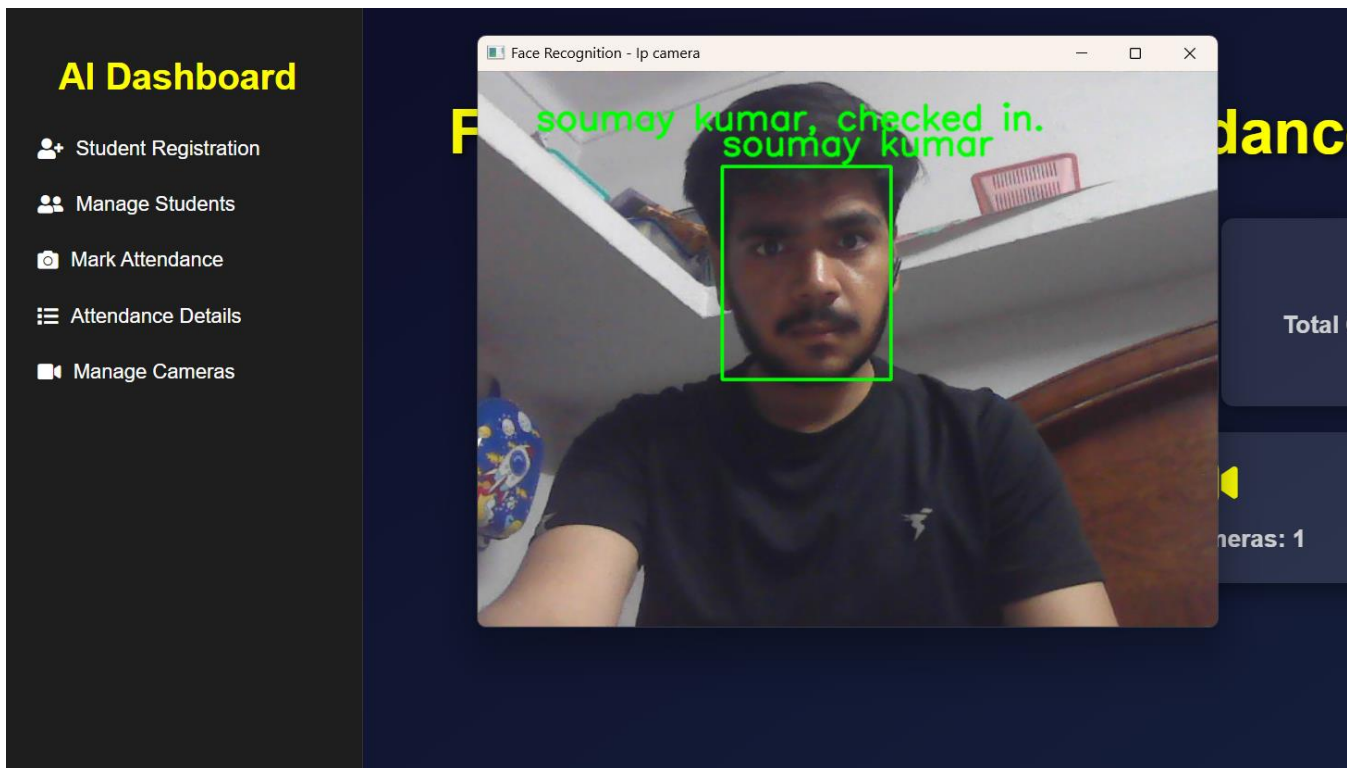 AI Dashboard
Student Registration
Manage Students
Mark Attendance
Attendance Details
Manage Cameras
Face Recognition - Ip camera
soumay kumar, checked in.
soumay kumar
F
dance
Total
neras: 1